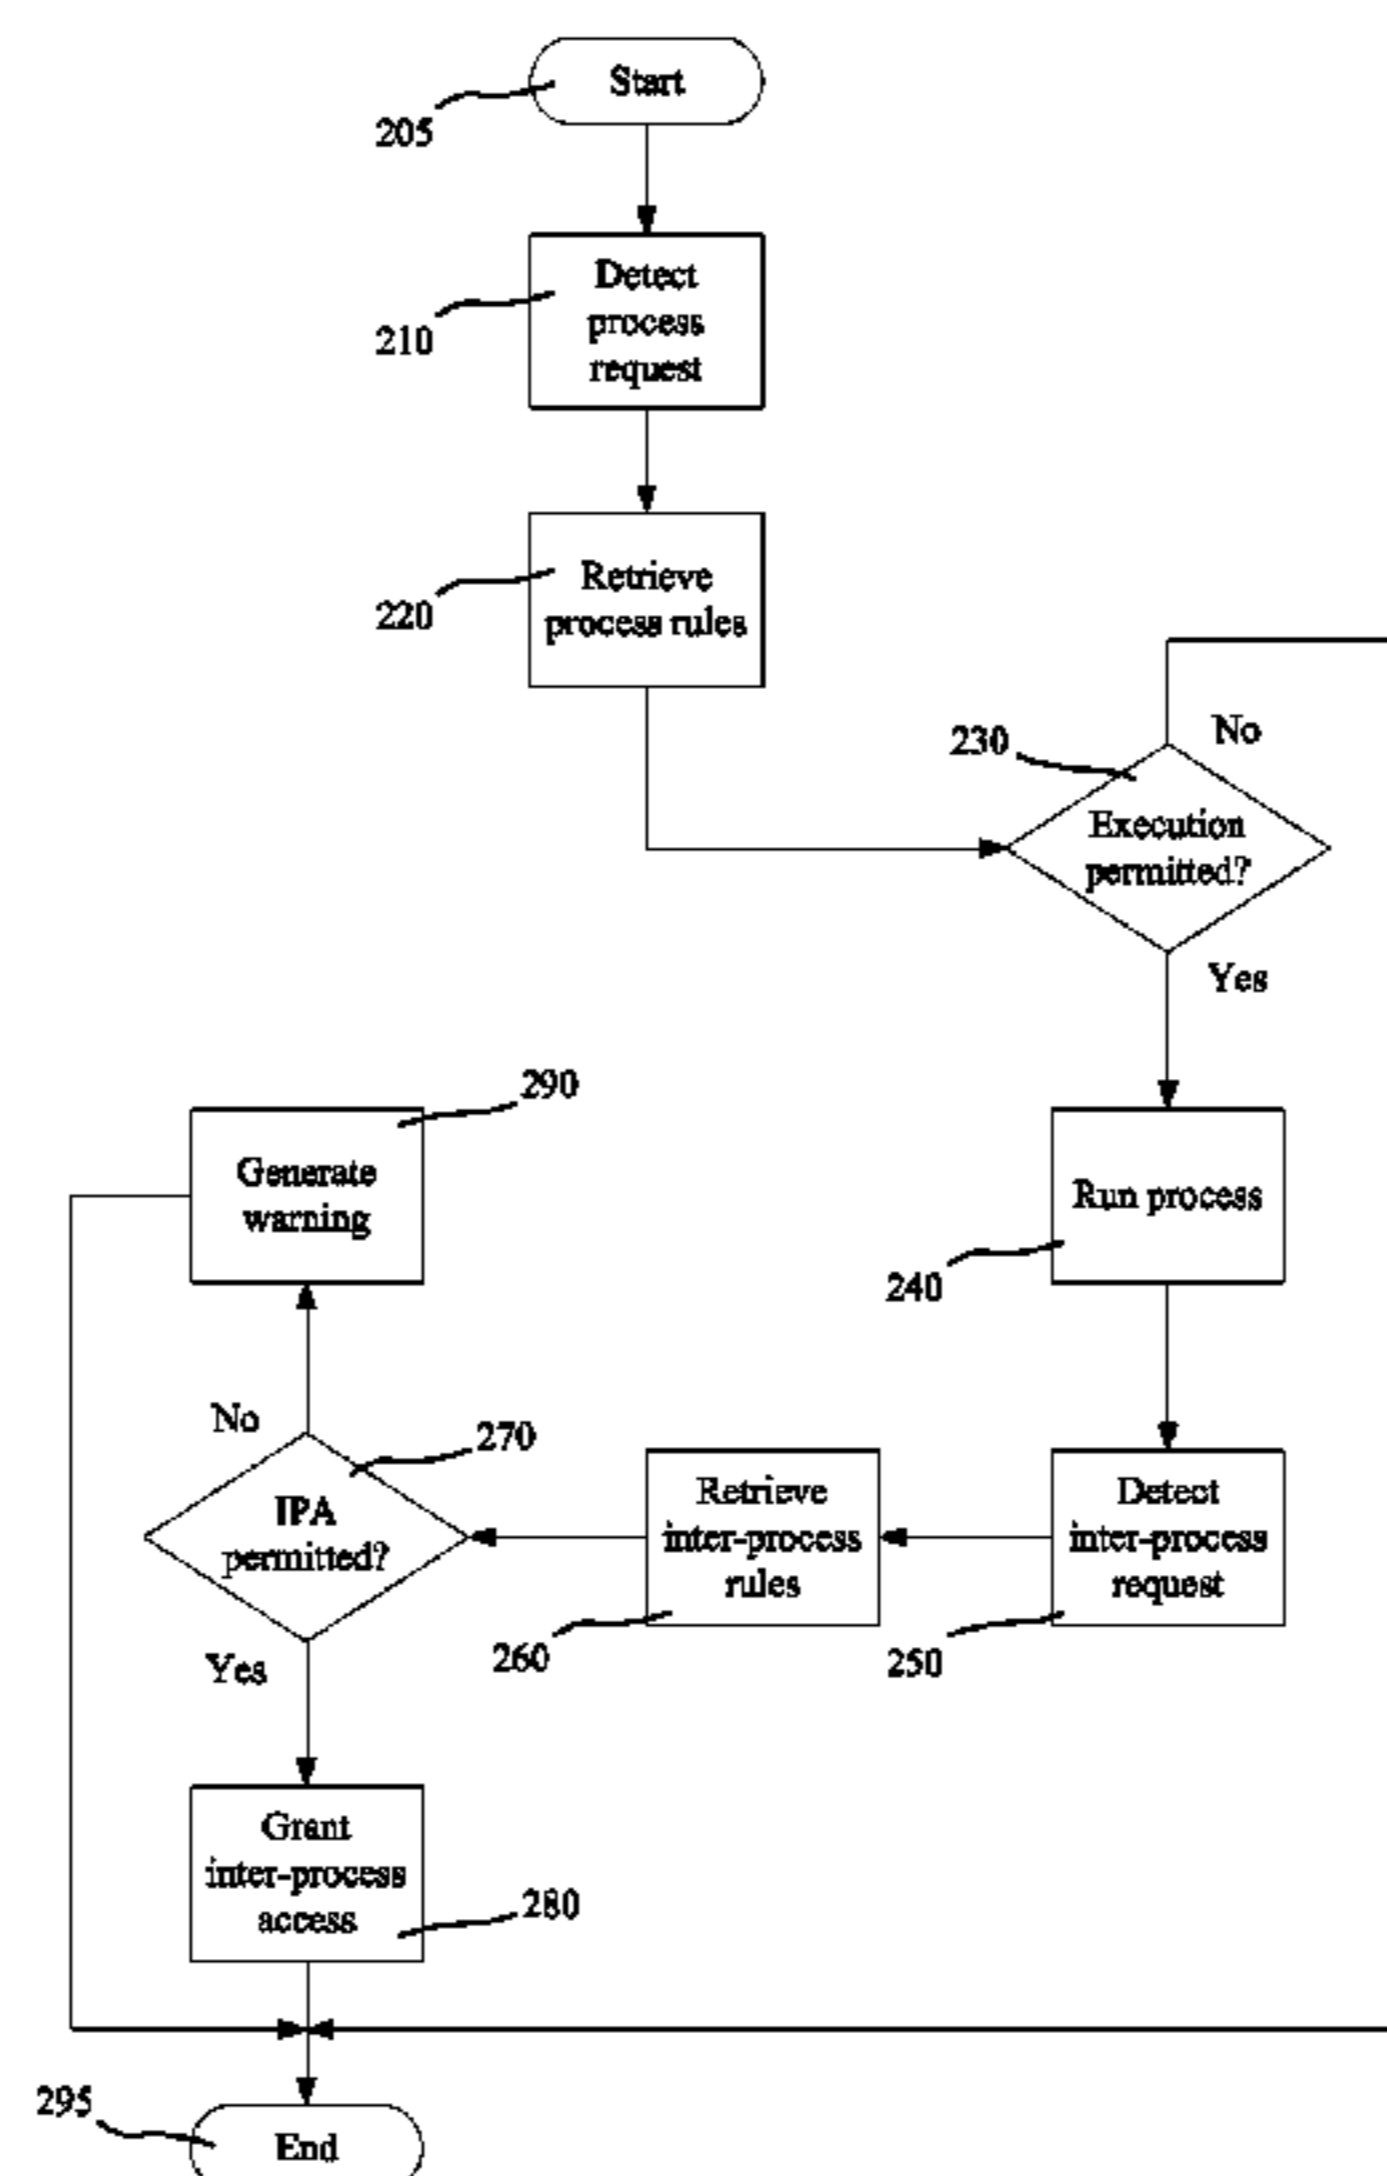 Start
205
Detect
process
request
210
Retrieve
process rules
220
230
No
Execution
permitted?
Yes
290
Generate
warning
Run process
240
No
270
IPA
permitted?
Retrieve
inter-process
rules
Detect
inter-process
request
260
250
Yes
Grant
inter-process
access
280
295
End